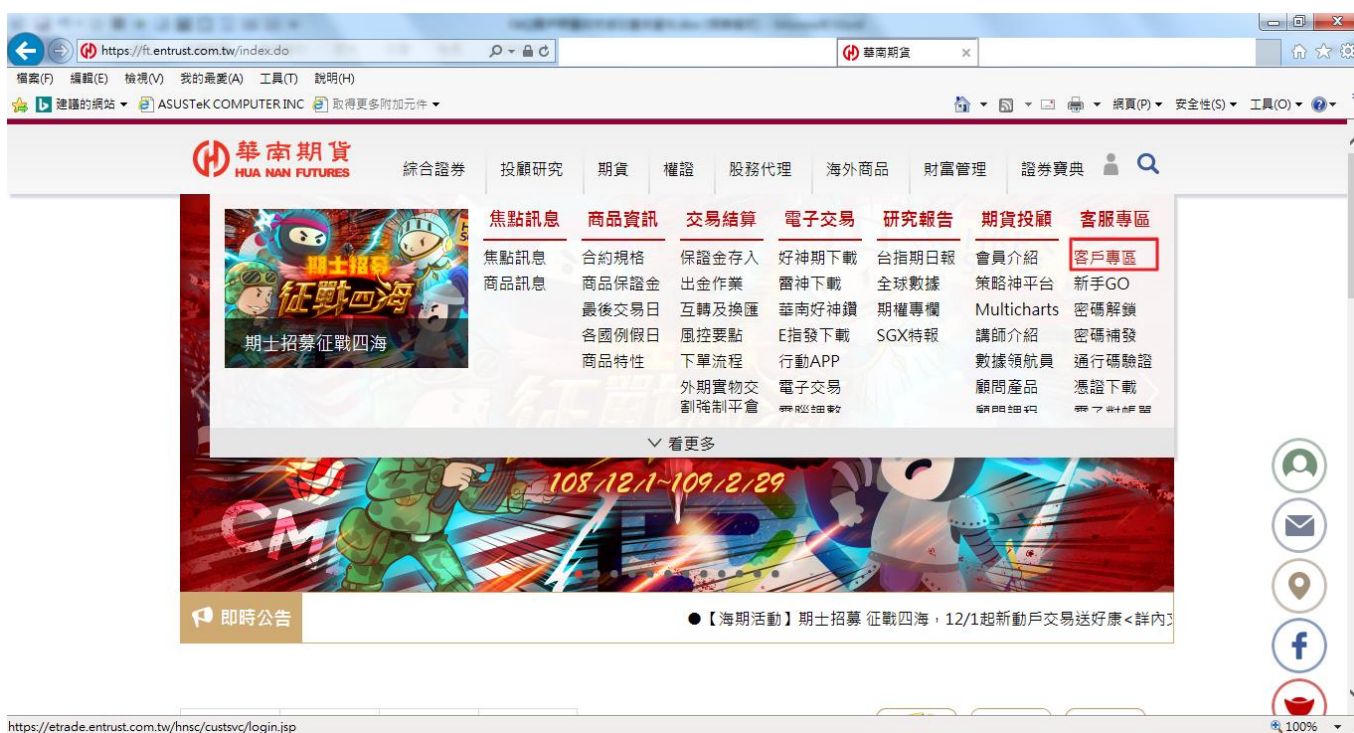 https://ft.entrust.com.tw/index.do
華南期貨
檔案(F) 編輯(E) 檢視(V) 我的最愛(A) 工具(T) 說明(H)
建議的網站 ASUSTeK COMPUTER INC 取得更多附加元件
網頁(P) 安全性(S) 工具(O)
華南期貨
HUA NAN FUTURES
綜合證券 投顧研究 期貨 權證 股務代理 海外商品 財富管理 證券寶典
期士招募
征戰四海
期士招募征戰四海
焦點訊息
焦點訊息
商品訊息
商品資訊
合約規格
商品保證金
最後交易日
各國例假日
商品特性
交易結算
保證金存入
出金作業
互轉及換匯
風控要點
下單流程
外期實物交
割強制平倉
電子交易
好神期下載
雷神下載
華南好神鑽
E指發下載
行動APP
電子交易
研究報告
台指期日報
全球數據
期權專欄
SGX特報
期貨投顧
會員介紹
策略神平台
Multicharts
講師介紹
數據領航員
顧問產品
顧問課程
客服專區
客戶專區
新手GO
密碼解鎖
密碼補發
通行碼驗證
憑證下載
電子對帳單
看更多
108/12/1~109/2/29
CM
即時公告
●【海期活動】期士招募 征戰四海，12/1起新動戶交易送好康<詳內文
https://etrade.entrust.com.tw/hnsc/custsvc/login.jsp
100%